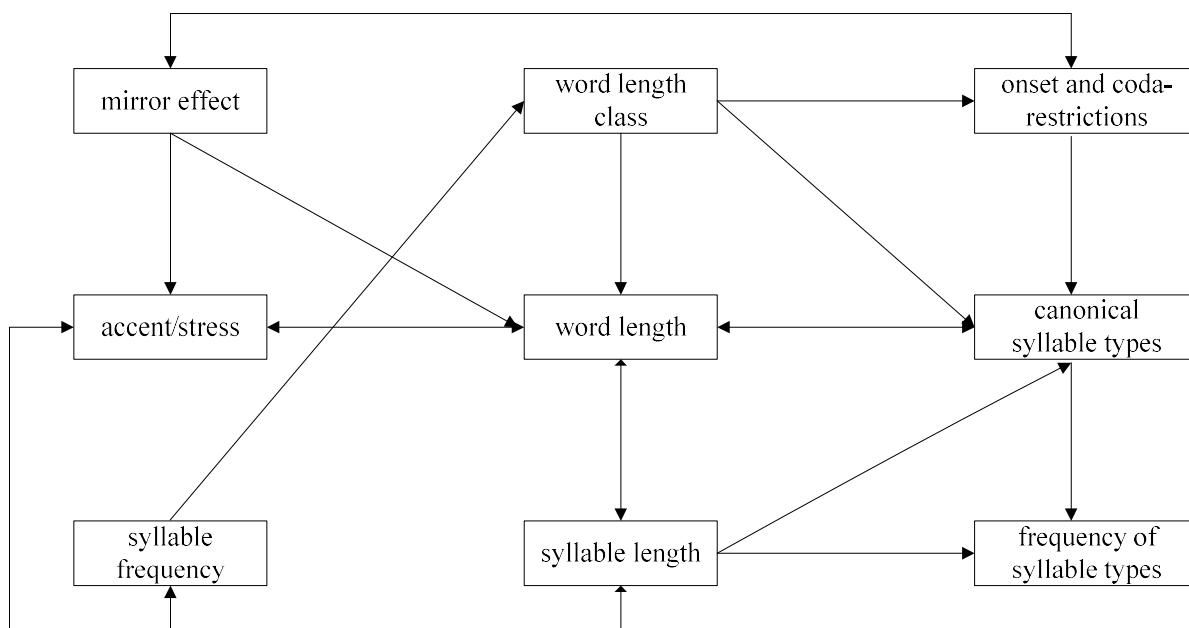 mirror effect
word length
class
onset and coda-
restrictions
accent/stress
word length
canonical
syllable types
syllable
frequency
syllable length
frequency of
syllable types